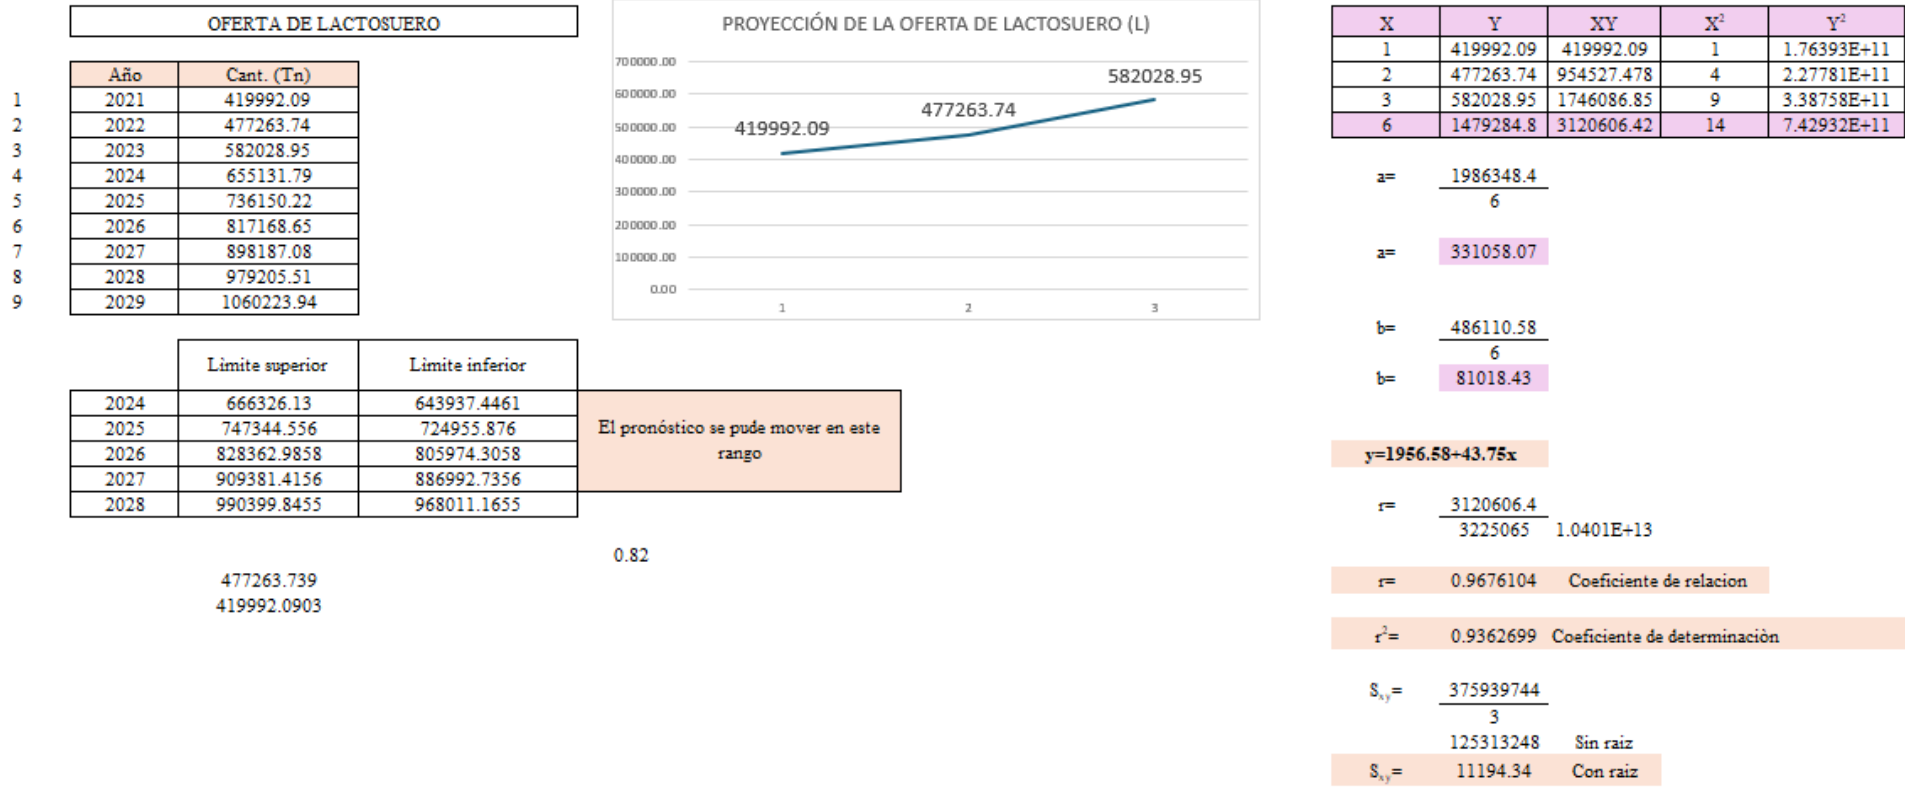 OFERTA DE LACTOSUERO
Año Cant. (Tn)
1 2021 419992.09
2 2022 477263.74
3 2023 582028.95
4 2024 655131.79
5 2025 736150.22
6 2026 817168.65
7 2027 898187.08
8 2028 979205.51
9 2029 1060223.94
Lìmite superior Lìmite inferior
2024 666326.13 643937.4461
2025 747344.556 724955.876
2026 828362.9858 805974.3058
2027 909381.4156 886992.7356
2028 990399.8455 968011.1655
El pronóstico se pude mover en este
rango
0.82
477263.739
419992.0903
PROYECCIÓN DE LA OFERTA DE LACTOSUERO (L)
700000.00
600000.00
500000.00
400000.00
300000.00
200000.00
100000.00
0.00
419992.09
477263.74
582028.95
1 2 3
X Y XY X² Y²
1 419992.09 419992.09 1 1.76393E+11
2 477263.74 954527.478 4 2.27781E+11
3 582028.95 1746086.85 9 3.38758E+11
6 1479284.8 3120606.42 14 7.42932E+11
a= 1986348.4
6
a= 331058.07
b= 486110.58
6
b= 81018.43
y=1956.58+43.75x
r= 3120606.4
3225065 1.0401E+13
r= 0.9676104 Coeficiente de relacion
r²= 0.9362699 Coeficiente de determinaciòn
Sxy= 375939744
3
125313248 Sin raiz
Sxy= 11194.34 Con raiz